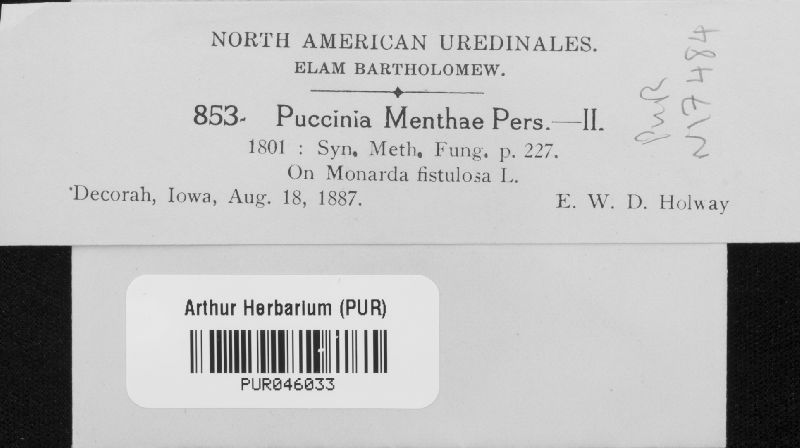 NORTH AMERICAN UREDINALES.
ELAM BARTHOLOMEW.
853. Puccinia Menthae Pers.—II.
1801 : Syn. Meth. Fung. p. 227.
On Monarda fistulosa L.
Decorah, Iowa, Aug. 18, 1887. E. W. D. Holway
PUR
N17484
Arthur Herbarium (PUR)
PUR046033